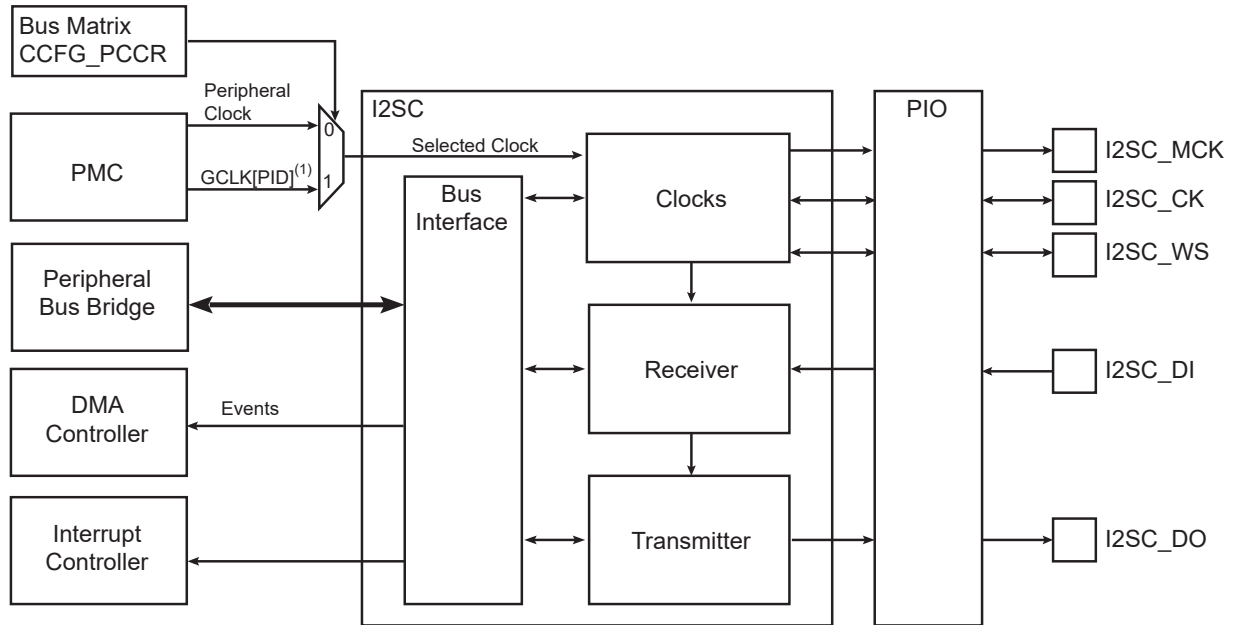 Bus Matrix
CCFG_PCCR
Peripheral
Clock
I2SC
PIO
0
Selected Clock
I2SC_MCK
PMC
GCLK[PID](1)
1
Bus
Interface
Clocks
I2SC_CK
I2SC_WS
Peripheral
Bus Bridge
Receiver
I2SC_DI
DMA
Controller
Events
Interrupt
Controller
Transmitter
I2SC_DO